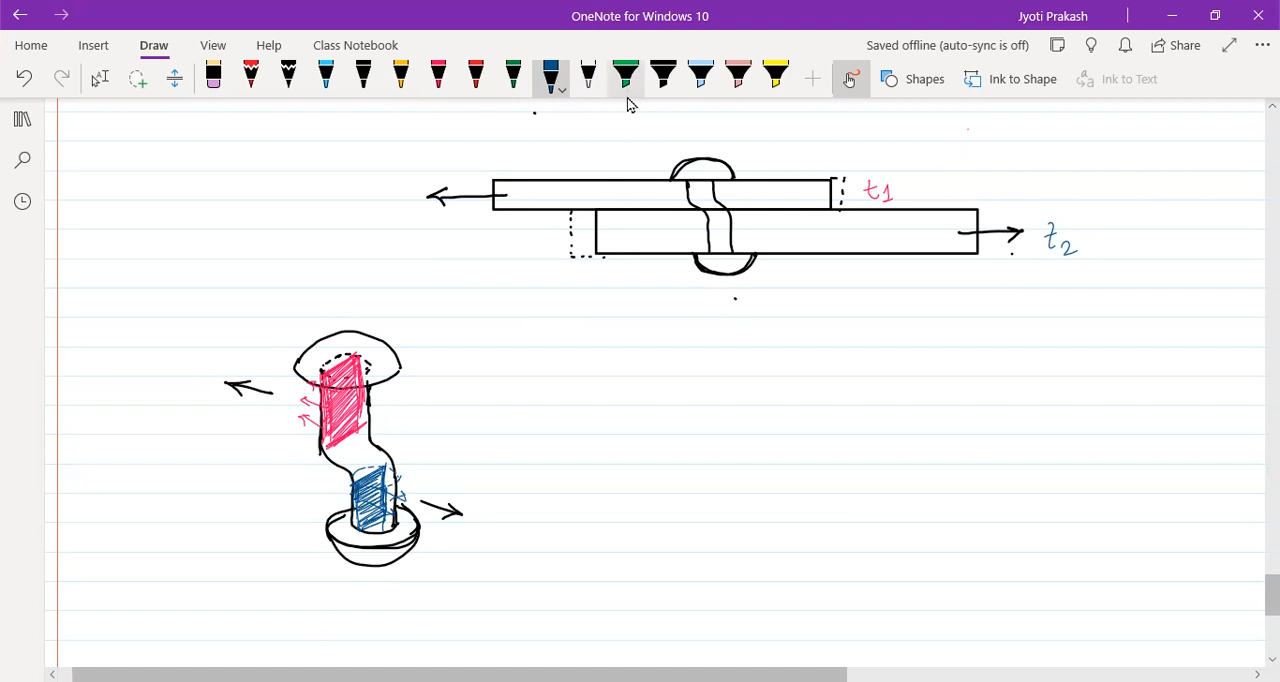 OneNote for Windows 10
Jyoti Prakash
Home Insert Draw View Help Class Notebook
Saved offline (auto-sync is off) Share
Shapes Ink to Shape Ink to Text
t1
t2